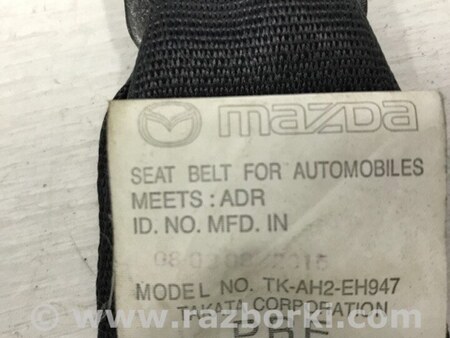 mazda
SEAT BELT FOR AUTOMOBILES
MEETS : ADR
ID. NO. MFD. IN
MODEL NO. TK-AH2-EH947
TAKATA CORPORATION
www.razborki.com